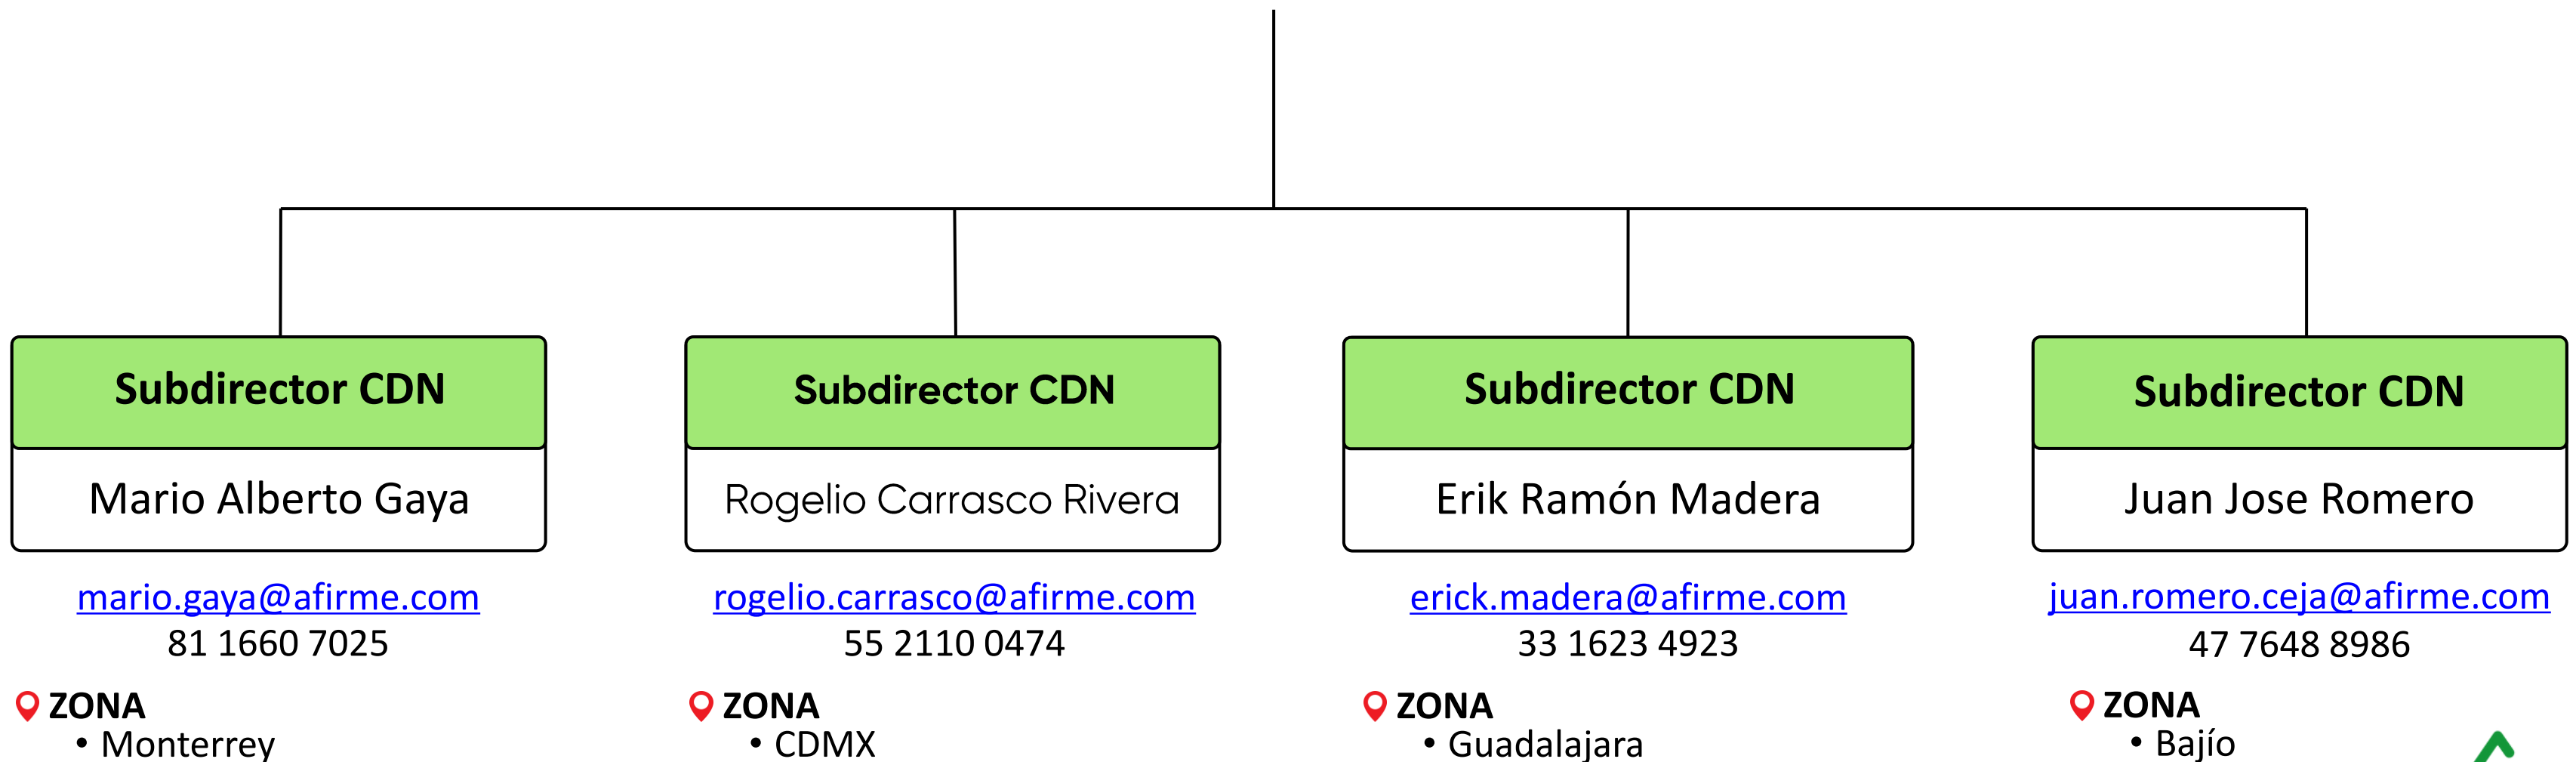 Subdirector CDN
Mario Alberto Gaya
mario.gaya@afirme.com
81 1660 7025
ZONA
• Monterrey
Subdirector CDN
Rogelio Carrasco Rivera
rogelio.carrasco@afirme.com
55 2110 0474
ZONA
• CDMX
Subdirector CDN
Erik Ramón Madera
erick.madera@afirme.com
33 1623 4923
ZONA
• Guadalajara
Subdirector CDN
Juan Jose Romero
juan.romero.ceja@afirme.com
47 7648 8986
ZONA
• Bajío